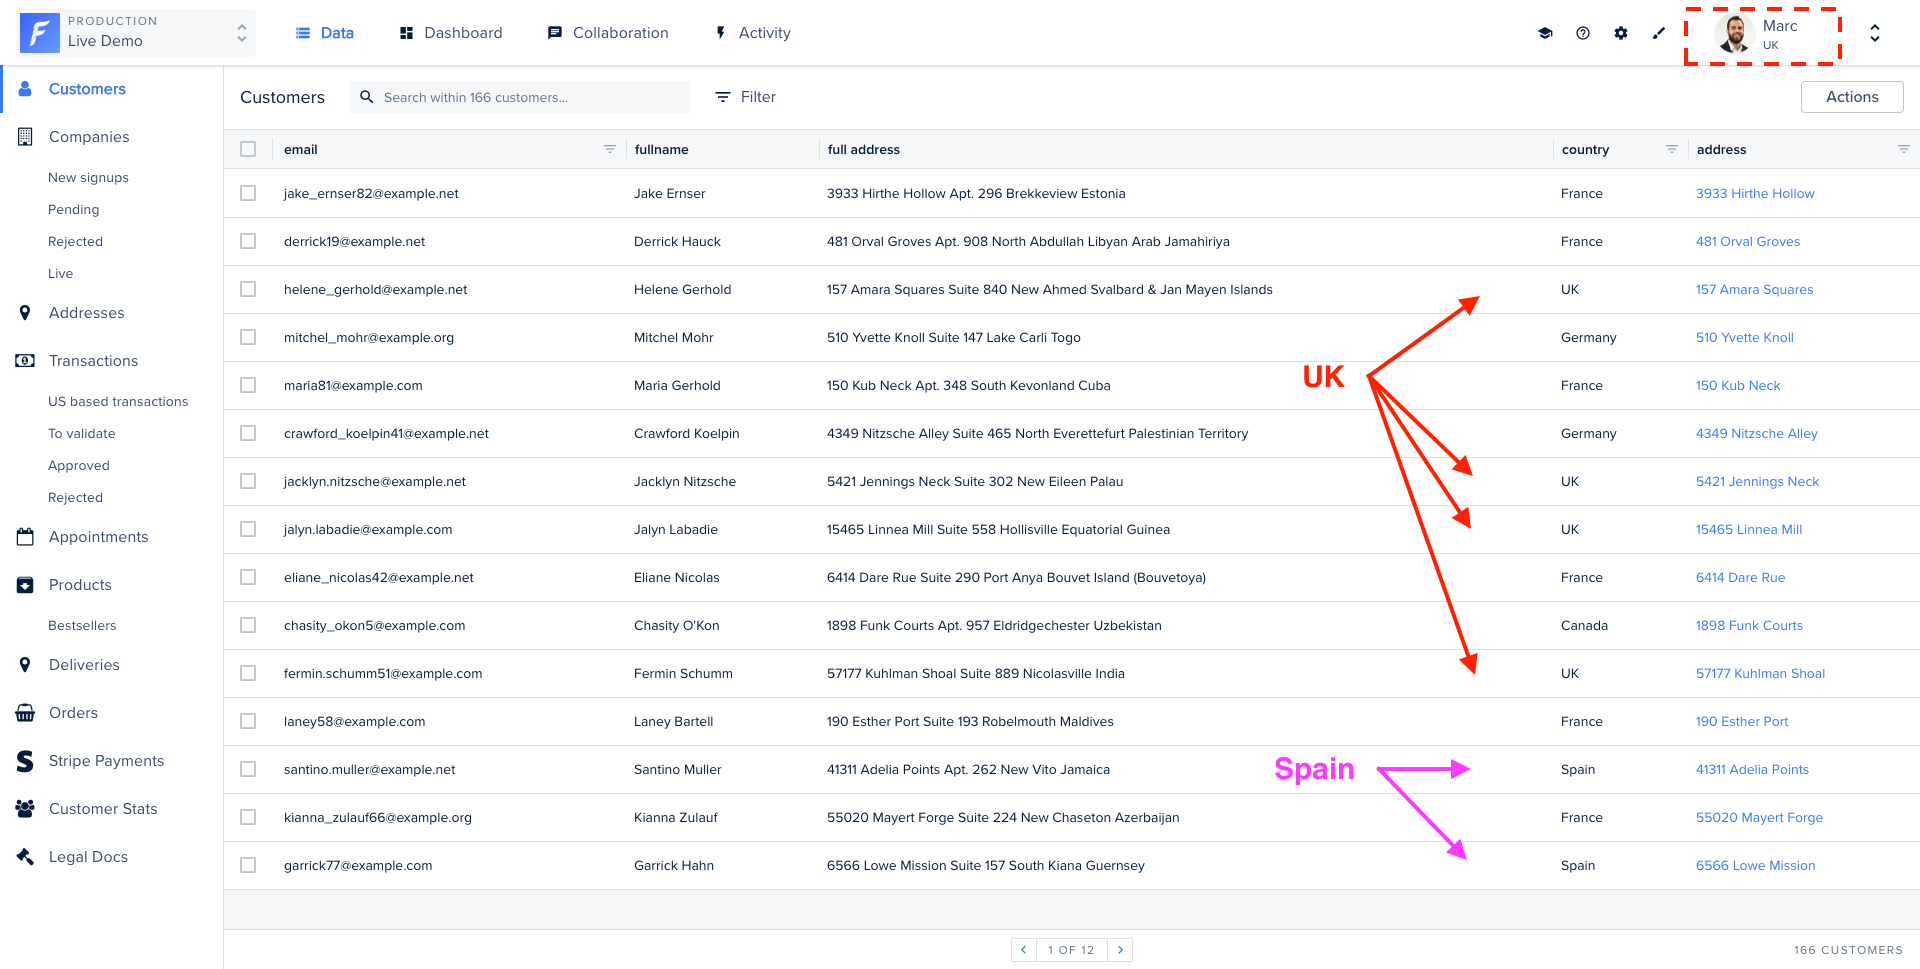 PRODUCTION
Live Demo
Data
Dashboard
Collaboration
Activity
Marc
UK
Customers
Companies
New signups
Pending
Rejected
Live
Addresses
Transactions
US based transactions
To validate
Approved
Rejected
Appointments
Products
Bestsellers
Deliveries
Orders
Stripe Payments
Customer Stats
Legal Docs
Customers
Search within 166 customers...
Filter
Actions
email fullname full address country address
jake_ernser82@example.net Jake Ernser 3933 Hirthe Hollow Apt. 296 Brekkeview Estonia France 3933 Hirthe Hollow
derrick19@example.net Derrick Hauck 481 Orval Groves Apt. 908 North Abdullah Libyan Arab Jamahiriya France 481 Orval Groves
helene_gerhold@example.net Helene Gerhold 157 Amara Squares Suite 840 New Ahmed Svalbard & Jan Mayen Islands UK 157 Amara Squares
mitchel_mohr@example.org Mitchel Mohr 510 Yvette Knoll Suite 147 Lake Carli Togo Germany 510 Yvette Knoll
UK
maria81@example.com Maria Gerhold 150 Kub Neck Apt. 348 South Kevonland Cuba France 150 Kub Neck
crawford_koelpin41@example.net Crawford Koelpin 4349 Nitzsche Alley Suite 465 North Everettefurt Palestinian Territory Germany 4349 Nitzsche Alley
jacklyn.nitzsche@example.net Jacklyn Nitzsche 5421 Jennings Neck Suite 302 New Eileen Palau UK 5421 Jennings Neck
jalyn.labadie@example.com Jalyn Labadie 15465 Linnea Mill Suite 558 Hollisville Equatorial Guinea UK 15465 Linnea Mill
eliane_nicolas42@example.net Eliane Nicolas 6414 Dare Rue Suite 290 Port Anya Bouvet Island (Bouvetoya) France 6414 Dare Rue
chasity_okon5@example.com Chasity O'Kon 1898 Funk Courts Apt. 957 Eldridgechester Uzbekistan Canada 1898 Funk Courts
fermin.schumm51@example.com Fermin Schumm 57177 Kuhlman Shoal Suite 889 Nicolasville India UK 57177 Kuhlman Shoal
laney58@example.com Laney Bartell 190 Esther Port Suite 193 Robelmouth Maldives France 190 Esther Port
santino.muller@example.net Santino Muller 41311 Adelia Points Apt. 262 New Vito Jamaica Spain 41311 Adelia Points
Spain
kianna_zulauf66@example.org Kianna Zulauf 55020 Mayert Forge Suite 224 New Chaseton Azerbaijan France 55020 Mayert Forge
garrick77@example.com Garrick Hahn 6566 Lowe Mission Suite 157 South Kiana Guernsey Spain 6566 Lowe Mission
1 OF 12
166 CUSTOMERS